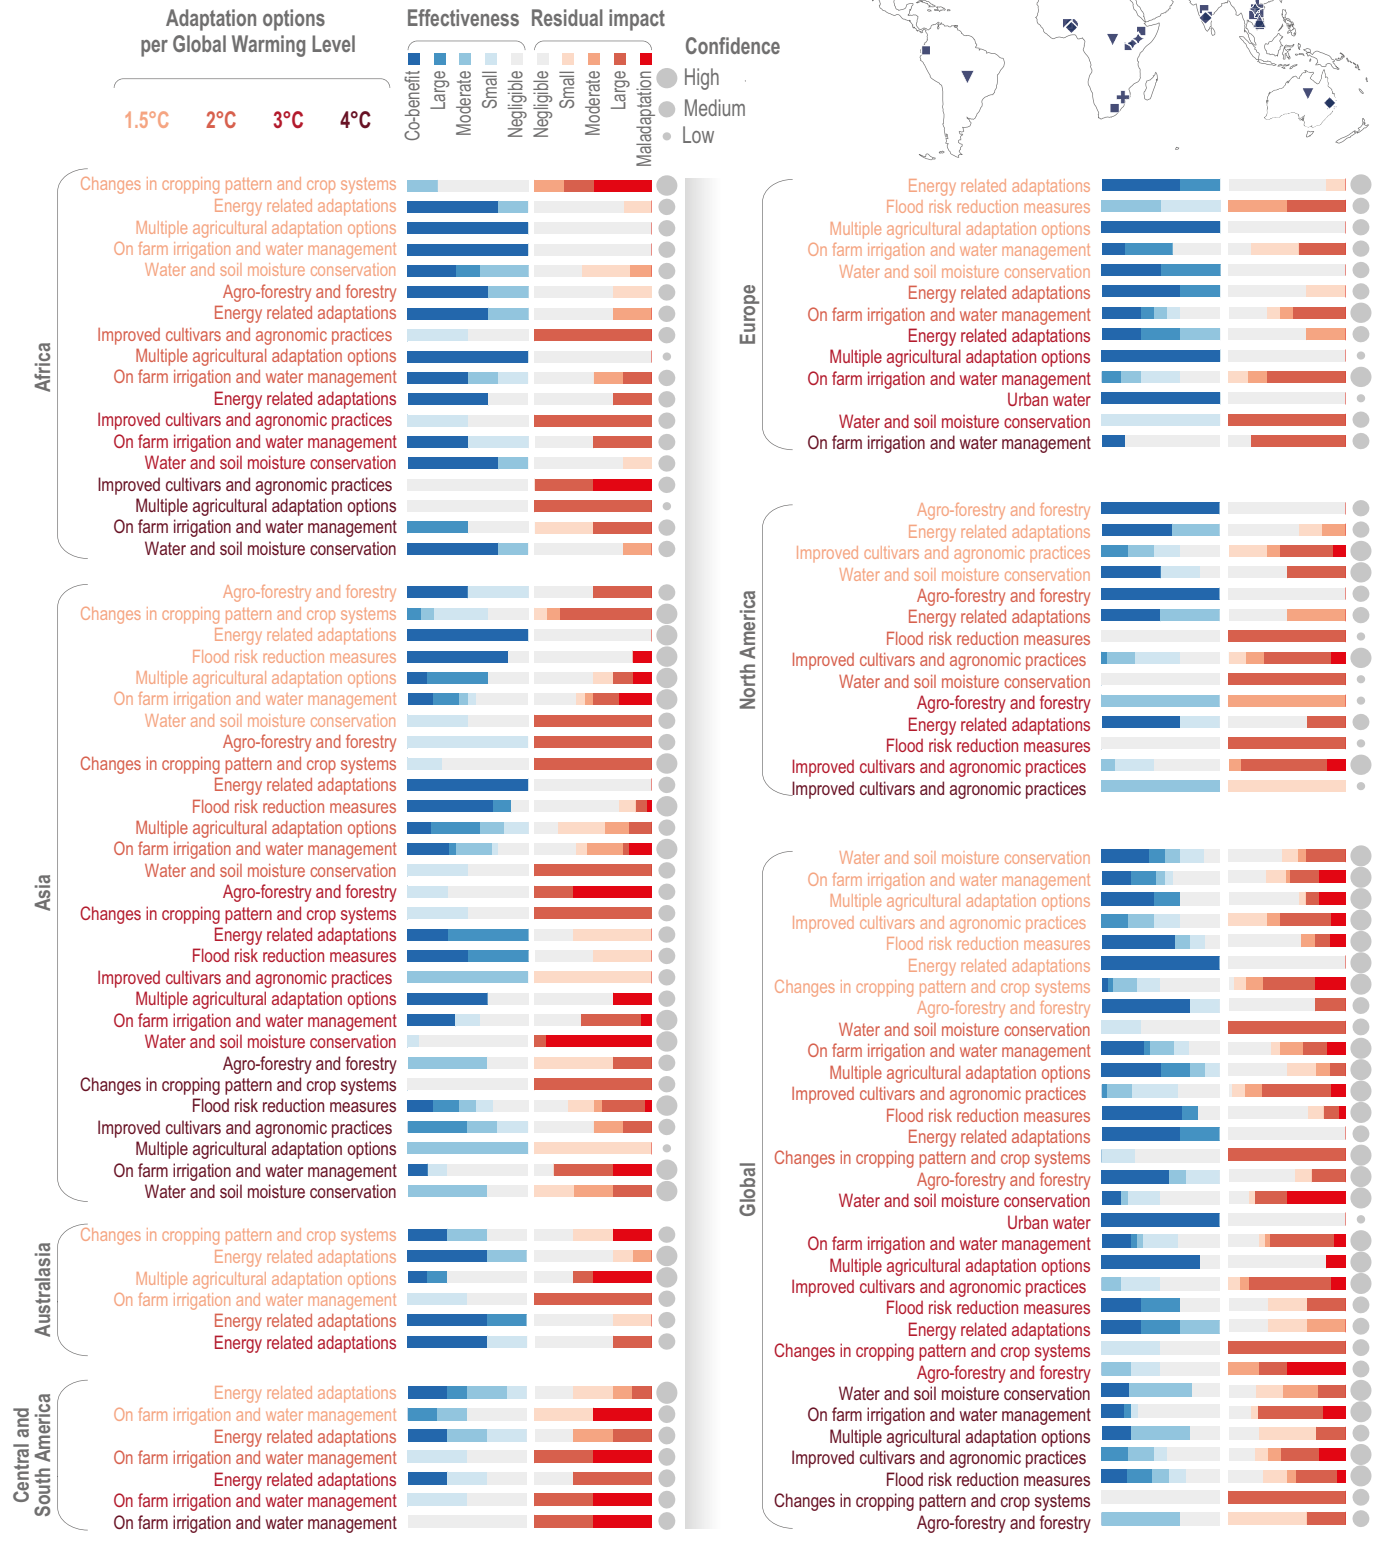 Adaptation options
per Global Warming Level
1.5°C 2°C 3°C 4°C
Effectiveness
Co-benefit
Large
Moderate
Small
Negligible
Residual impact
Negligible
Small
Moderate
Large
Maladaptation
Confidence
High
Medium
Low
Africa
Changes in cropping pattern and crop systems
Energy related adaptations
Multiple agricultural adaptation options
On farm irrigation and water management
Water and soil moisture conservation
Agro-forestry and forestry
Energy related adaptations
Improved cultivars and agronomic practices
Multiple agricultural adaptation options
On farm irrigation and water management
Energy related adaptations
Improved cultivars and agronomic practices
On farm irrigation and water management
Water and soil moisture conservation
Improved cultivars and agronomic practices
Multiple agricultural adaptation options
On farm irrigation and water management
Water and soil moisture conservation
Asia
Agro-forestry and forestry
Changes in cropping pattern and crop systems
Energy related adaptations
Flood risk reduction measures
Multiple agricultural adaptation options
On farm irrigation and water management
Water and soil moisture conservation
Agro-forestry and forestry
Changes in cropping pattern and crop systems
Energy related adaptations
Flood risk reduction measures
Multiple agricultural adaptation options
On farm irrigation and water management
Water and soil moisture conservation
Agro-forestry and forestry
Changes in cropping pattern and crop systems
Energy related adaptations
Flood risk reduction measures
Improved cultivars and agronomic practices
Multiple agricultural adaptation options
On farm irrigation and water management
Water and soil moisture conservation
Agro-forestry and forestry
Changes in cropping pattern and crop systems
Flood risk reduction measures
Improved cultivars and agronomic practices
Multiple agricultural adaptation options
On farm irrigation and water management
Water and soil moisture conservation
Australasia
Changes in cropping pattern and crop systems
Energy related adaptations
Multiple agricultural adaptation options
On farm irrigation and water management
Energy related adaptations
Energy related adaptations
Central and
South America
Energy related adaptations
On farm irrigation and water management
Energy related adaptations
On farm irrigation and water management
Energy related adaptations
On farm irrigation and water management
On farm irrigation and water management
Europe
Energy related adaptations
Flood risk reduction measures
Multiple agricultural adaptation options
On farm irrigation and water management
Water and soil moisture conservation
Energy related adaptations
On farm irrigation and water management
Energy related adaptations
Multiple agricultural adaptation options
On farm irrigation and water management
Urban water
Water and soil moisture conservation
On farm irrigation and water management
North America
Agro-forestry and forestry
Energy related adaptations
Improved cultivars and agronomic practices
Water and soil moisture conservation
Agro-forestry and forestry
Energy related adaptations
Flood risk reduction measures
Improved cultivars and agronomic practices
Water and soil moisture conservation
Agro-forestry and forestry
Energy related adaptations
Flood risk reduction measures
Improved cultivars and agronomic practices
Improved cultivars and agronomic practices
Global
Water and soil moisture conservation
On farm irrigation and water management
Multiple agricultural adaptation options
Improved cultivars and agronomic practices
Flood risk reduction measures
Energy related adaptations
Changes in cropping pattern and crop systems
Agro-forestry and forestry
Water and soil moisture conservation
On farm irrigation and water management
Multiple agricultural adaptation options
Improved cultivars and agronomic practices
Flood risk reduction measures
Energy related adaptations
Changes in cropping pattern and crop systems
Agro-forestry and forestry
Water and soil moisture conservation
Urban water
On farm irrigation and water management
Multiple agricultural adaptation options
Improved cultivars and agronomic practices
Flood risk reduction measures
Energy related adaptations
Changes in cropping pattern and crop systems
Agro-forestry and forestry
Water and soil moisture conservation
On farm irrigation and water management
Multiple agricultural adaptation options
Improved cultivars and agronomic practices
Flood risk reduction measures
Changes in cropping pattern and crop systems
Agro-forestry and forestry